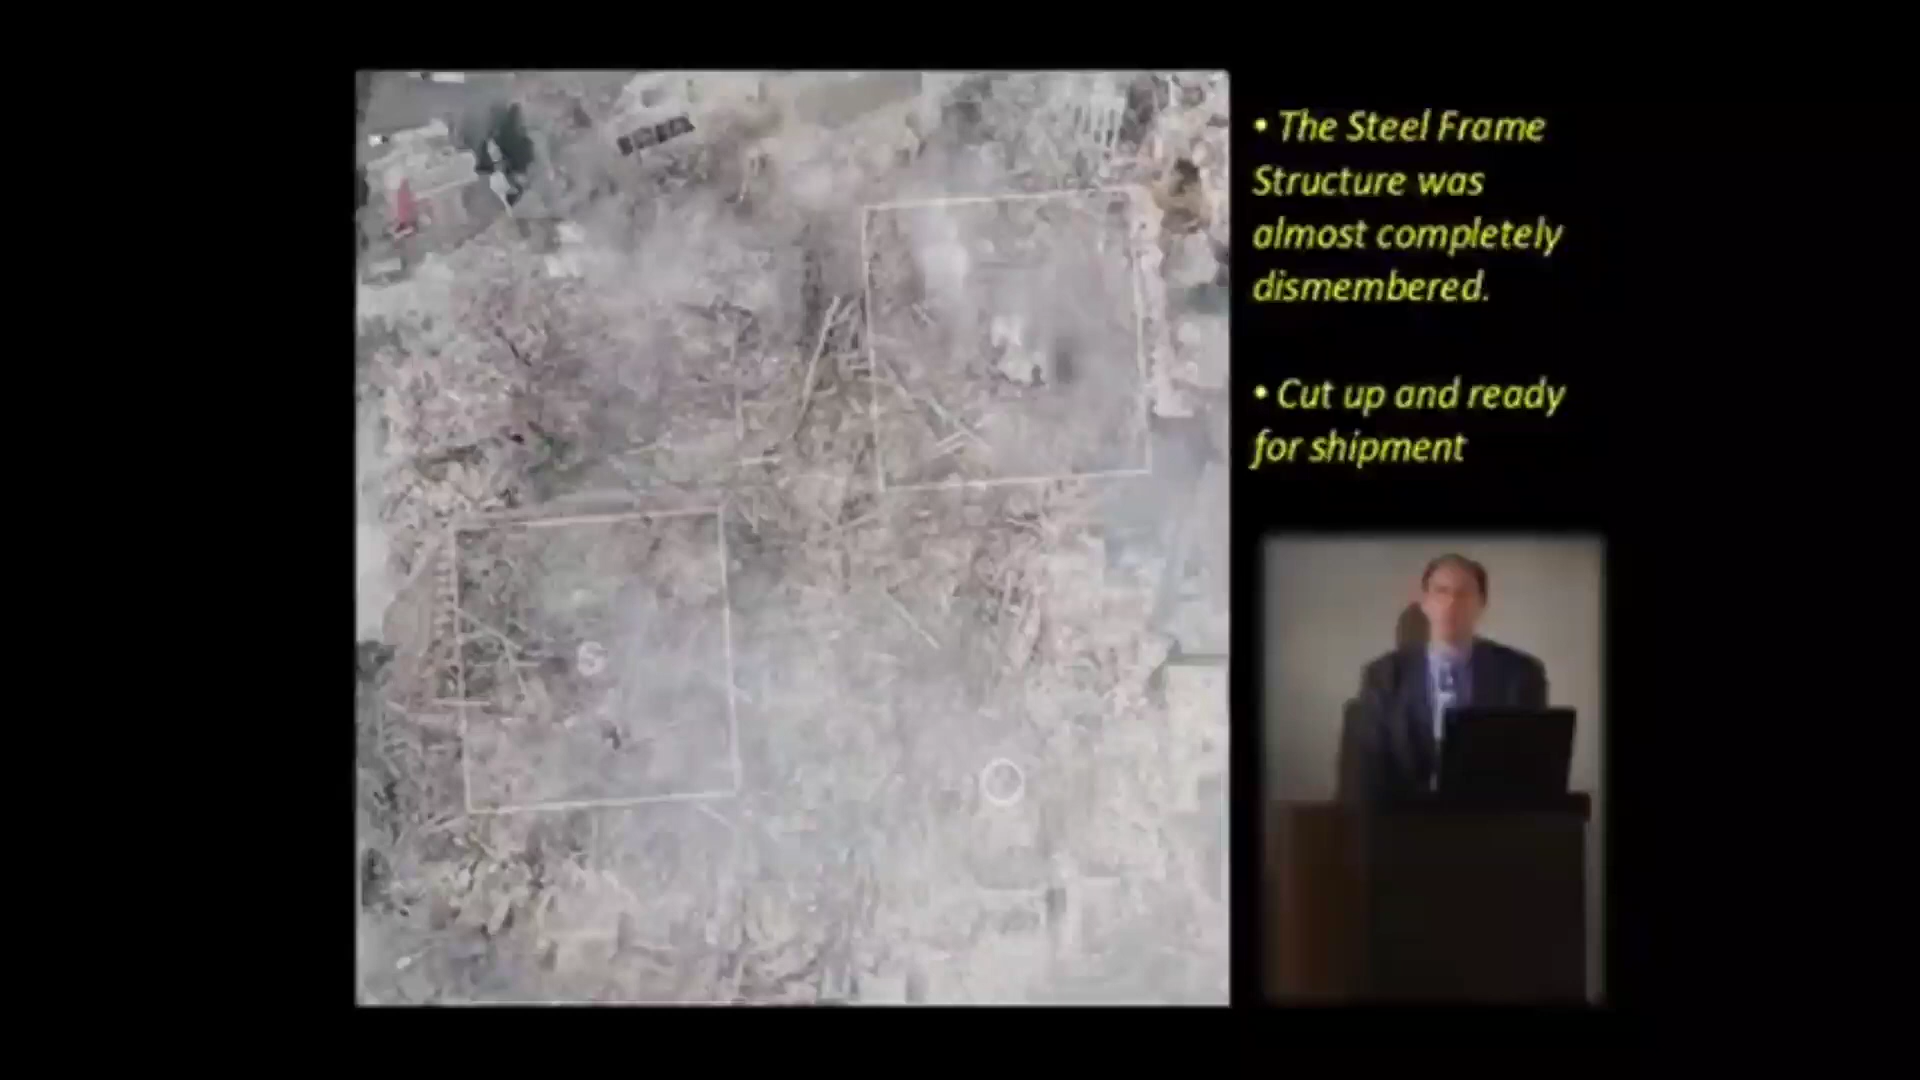 • The Steel Frame
Structure was
almost completely
dismembered.
• Cut up and ready
for shipment